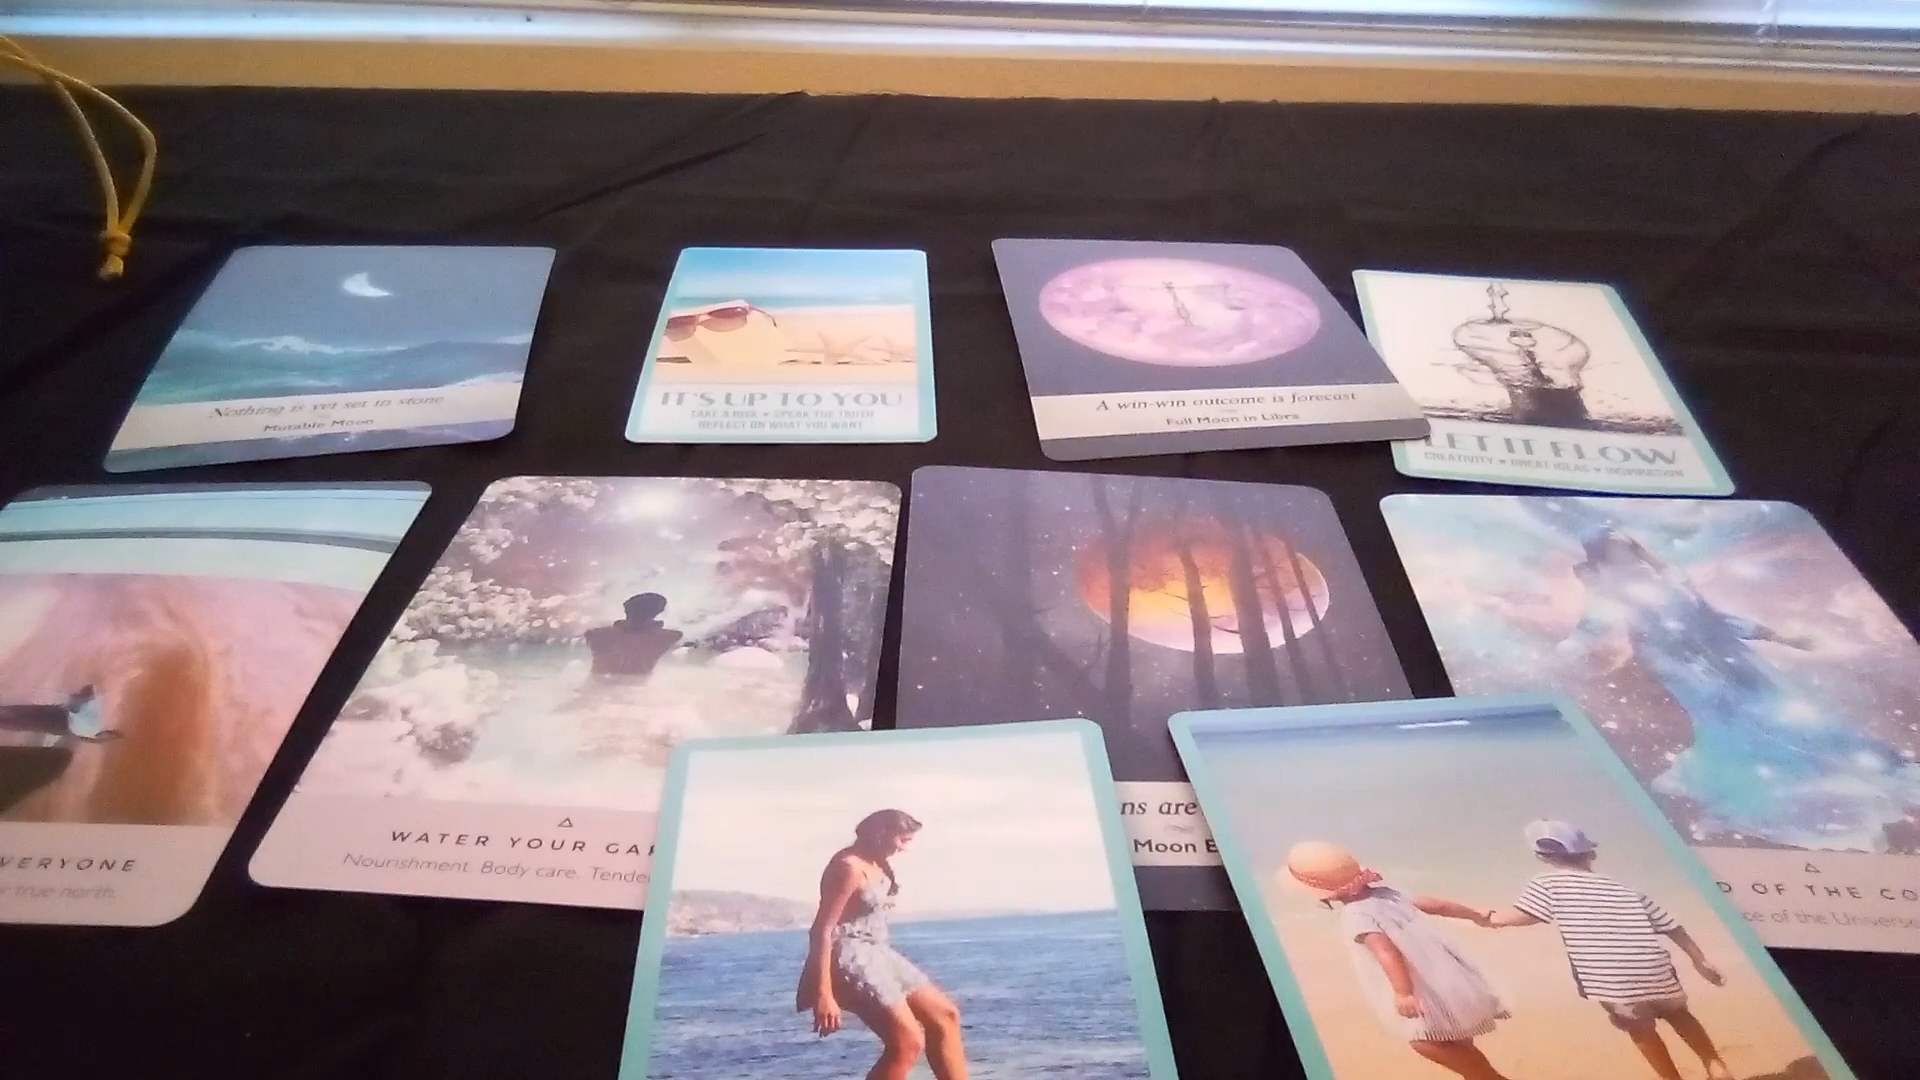 Nothing is yet set in stone
Mutable Moon
IT'S UP TO YOU
TAKE A RISK ♥ SPEAK THE TRUTH
REFLECT ON WHAT YOU WANT
A win-win outcome is forecast
Full Moon in Libra
LET IT FLOW
CREATIVITY ♥ GREAT IDEAS ♥ INSPIRATION
VERYONE
true north.
WATER YOUR GAR
Nourishment. Body care. Tende
ns are
Moon E
D OF THE CO
ce of the Universe